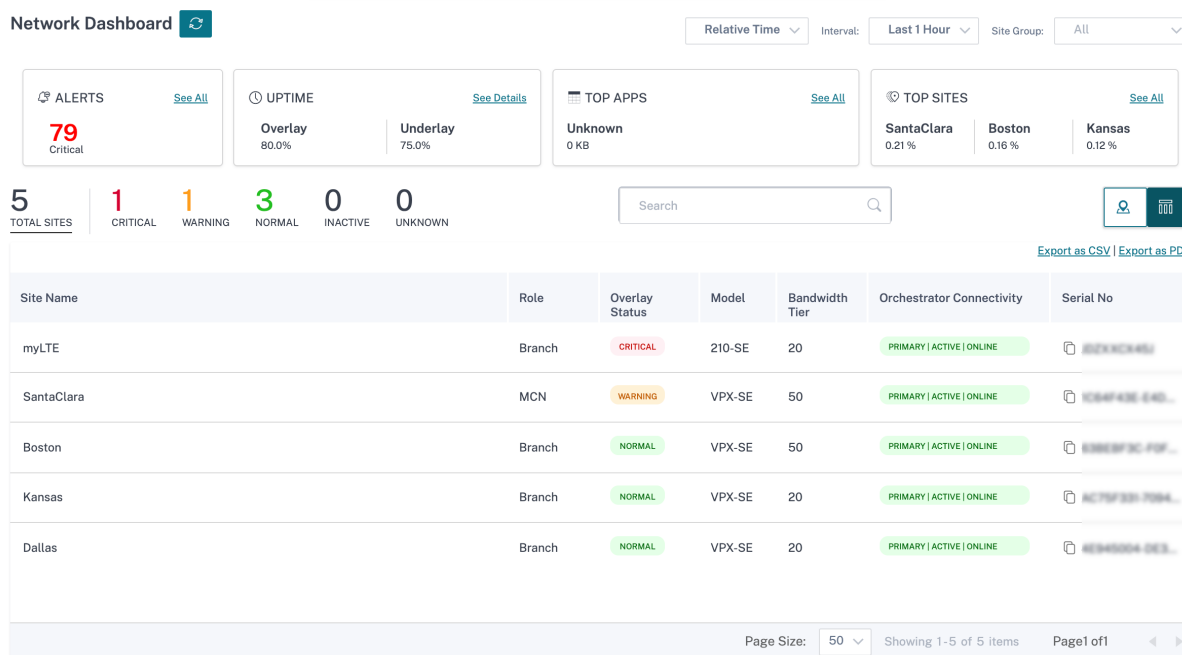 Network Dashboard
Relative Time Interval: Last 1 Hour Site Group: All
ALERTS See All
79
Critical
UPTIME See Details
Overlay Underlay
80.0% 75.0%
TOP APPS See All
Unknown
0 KB
TOP SITES See All
SantaClara Boston Kansas
0.21 % 0.16 % 0.12 %
5 1 1 3 0 0
TOTAL SITES CRITICAL WARNING NORMAL INACTIVE UNKNOWN
Search
Export as CSV | Export as PD
Site Name Role Overlay Status Model Bandwidth Tier Orchestrator Connectivity Serial No
myLTE Branch CRITICAL 210-SE 20 PRIMARY | ACTIVE | ONLINE
SantaClara MCN WARNING VPX-SE 50 PRIMARY | ACTIVE | ONLINE
Boston Branch NORMAL VPX-SE 50 PRIMARY | ACTIVE | ONLINE
Kansas Branch NORMAL VPX-SE 20 PRIMARY | ACTIVE | ONLINE
Dallas Branch NORMAL VPX-SE 20 PRIMARY | ACTIVE | ONLINE
Page Size: 50 Showing 1-5 of 5 items Page1 of1